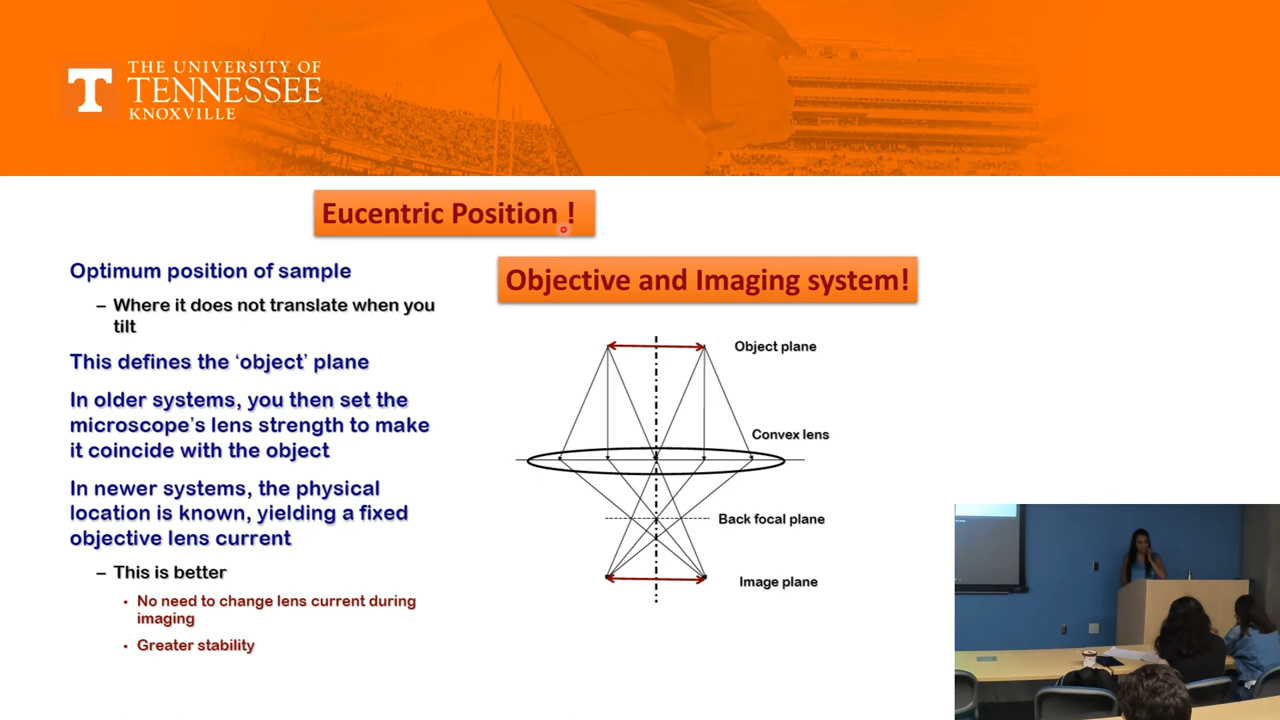 THE UNIVERSITY OF
TENNESSEE
KNOXVILLE
Eucentric Position !
Objective and Imaging system!
Optimum position of sample
– Where it does not translate when you
tilt
This defines the ‘object’ plane
In older systems, you then set the
microscope’s lens strength to make
it coincide with the object
In newer systems, the physical
location is known, yielding a fixed
objective lens current
– This is better
• No need to change lens current during
imaging
• Greater stability
Object plane
Convex lens
Back focal plane
Image plane